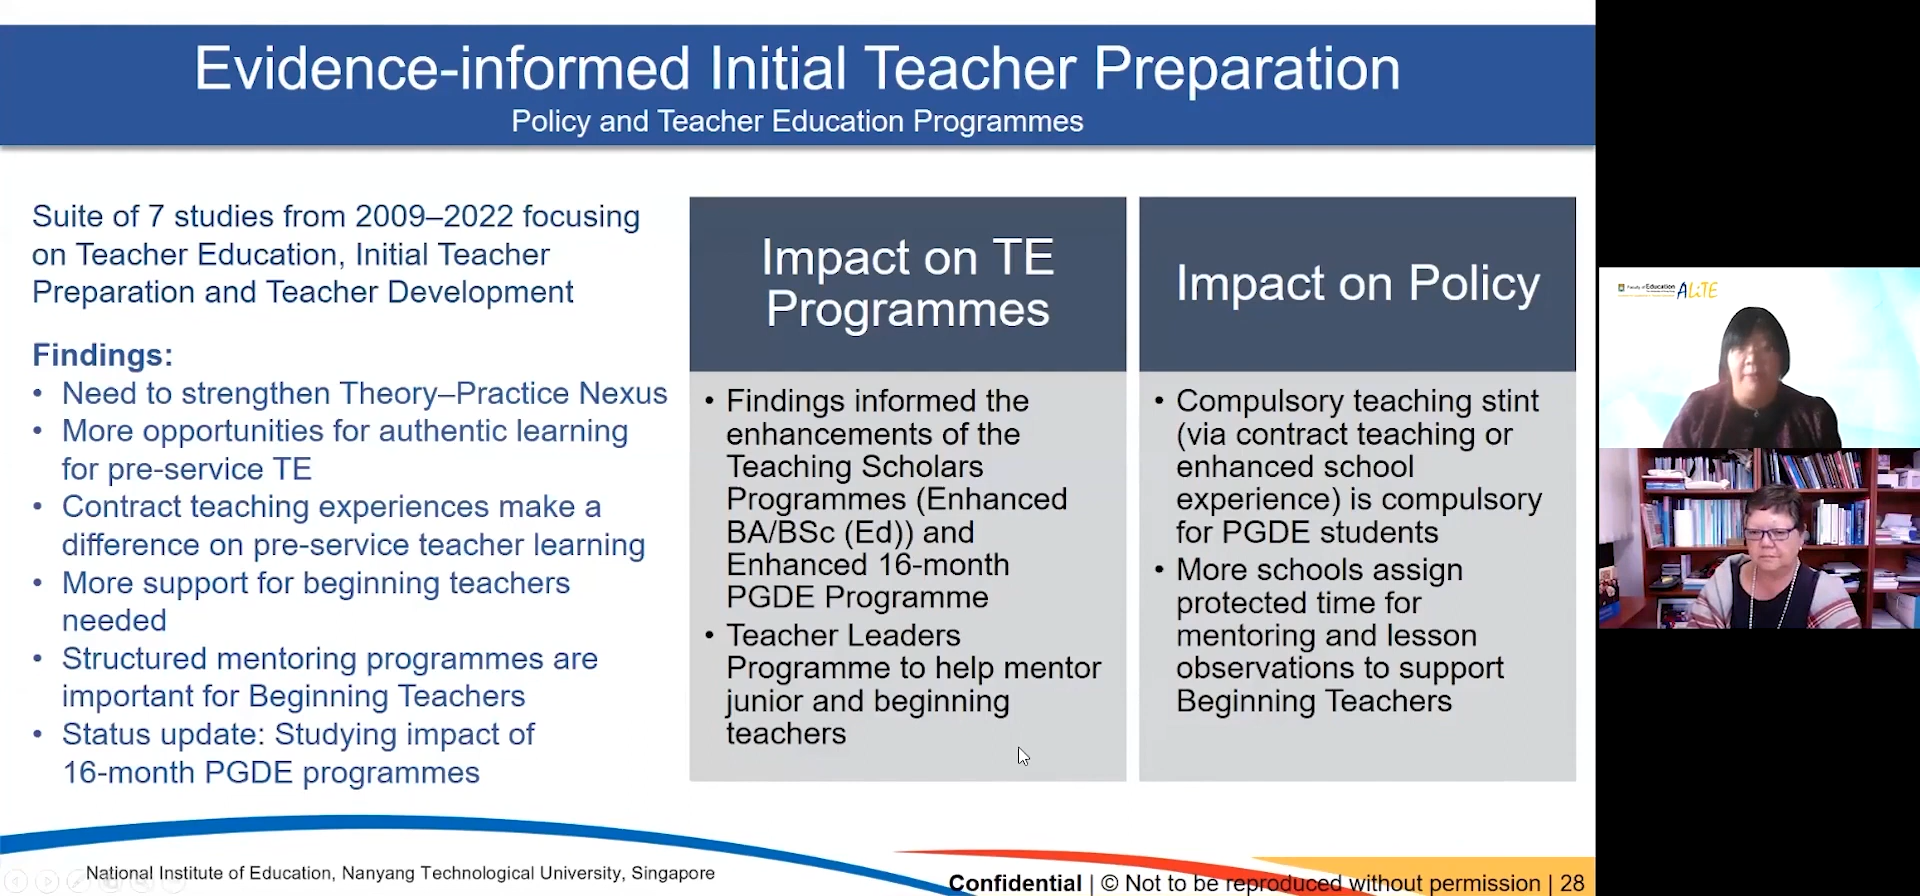 Evidence-informed Initial Teacher Preparation
Policy and Teacher Education Programmes
Suite of 7 studies from 2009–2022 focusing
on Teacher Education, Initial Teacher
Preparation and Teacher Development
Findings:
• Need to strengthen Theory–Practice Nexus
• More opportunities for authentic learning
for pre-service TE
• Contract teaching experiences make a
difference on pre-service teacher learning
• More support for beginning teachers
needed
• Structured mentoring programmes are
important for Beginning Teachers
• Status update: Studying impact of
16-month PGDE programmes
Impact on TE
Programmes
• Findings informed the
enhancements of the
Teaching Scholars
Programmes (Enhanced
BA/BSc (Ed)) and
Enhanced 16-month
PGDE Programme
• Teacher Leaders
Programme to help mentor
junior and beginning
teachers
Impact on Policy
• Compulsory teaching stint
(via contract teaching or
enhanced school
experience) is compulsory
for PGDE students
• More schools assign
protected time for
mentoring and lesson
observations to support
Beginning Teachers
National Institute of Education, Nanyang Technological University, Singapore
Confidential | © Not to be reproduced without permission | 28
Faculty of Education
ALiTE